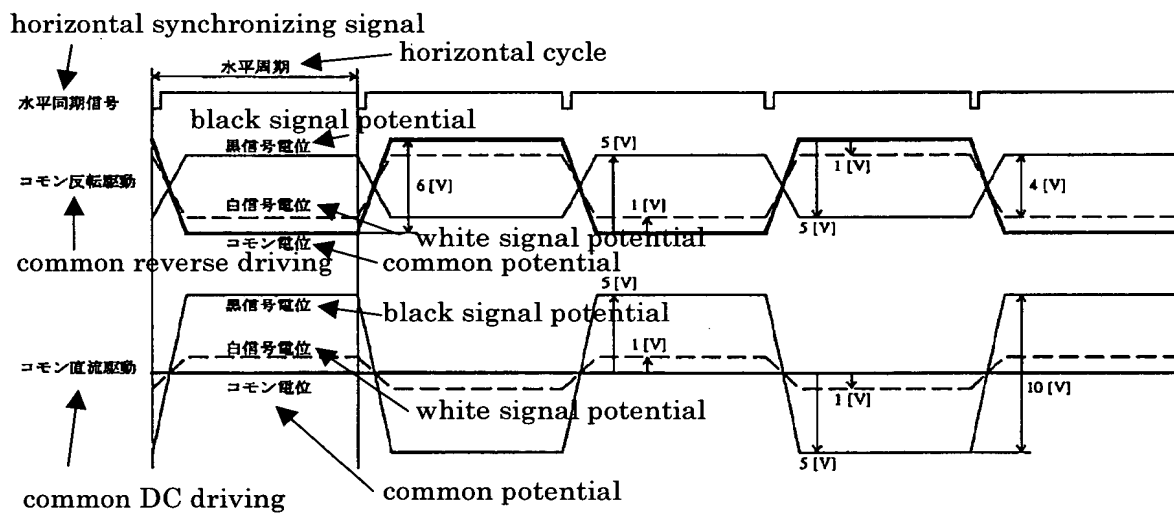 horizontal synchronizing signal
horizontal cycle
水平周期
水平同期信号
black signal potential
黒信号電位
5 [V]
1 [V]
コモン反転駆動
6 [V]
4 [V]
白信号電位
1 [V]
5 [V]
white signal potential
コモン電位
common reverse driving
common potential
5 [V]
黒信号電位
black signal potential
白信号電位
1 [V]
コモン直流駆動
コモン電位
1 [V]
10 [V]
white signal potential
5 [V]
common DC driving
common potential